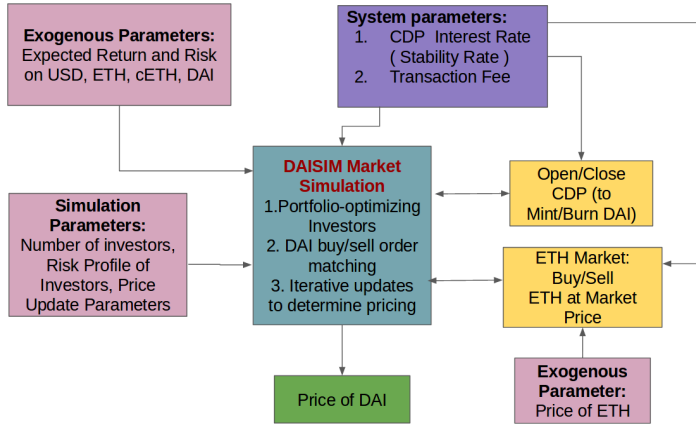 Exogenous Parameters:
Expected Return and Risk
on USD, ETH, cETH, DAI
System parameters:
1. CDP Interest Rate
( Stability Rate )
2. Transaction Fee
DAISIM Market
Simulation
1.Portfolio-optimizing
Investors
2. DAI buy/sell order
matching
3. Iterative updates
to determine pricing
Open/Close
CDP (to
Mint/Burn DAI)
Simulation
Parameters:
Number of investors,
Risk Profile of
Investors, Price
Update Parameters
ETH Market:
Buy/Sell
ETH at Market
Price
Price of DAI
Exogenous
Parameter:
Price of ETH